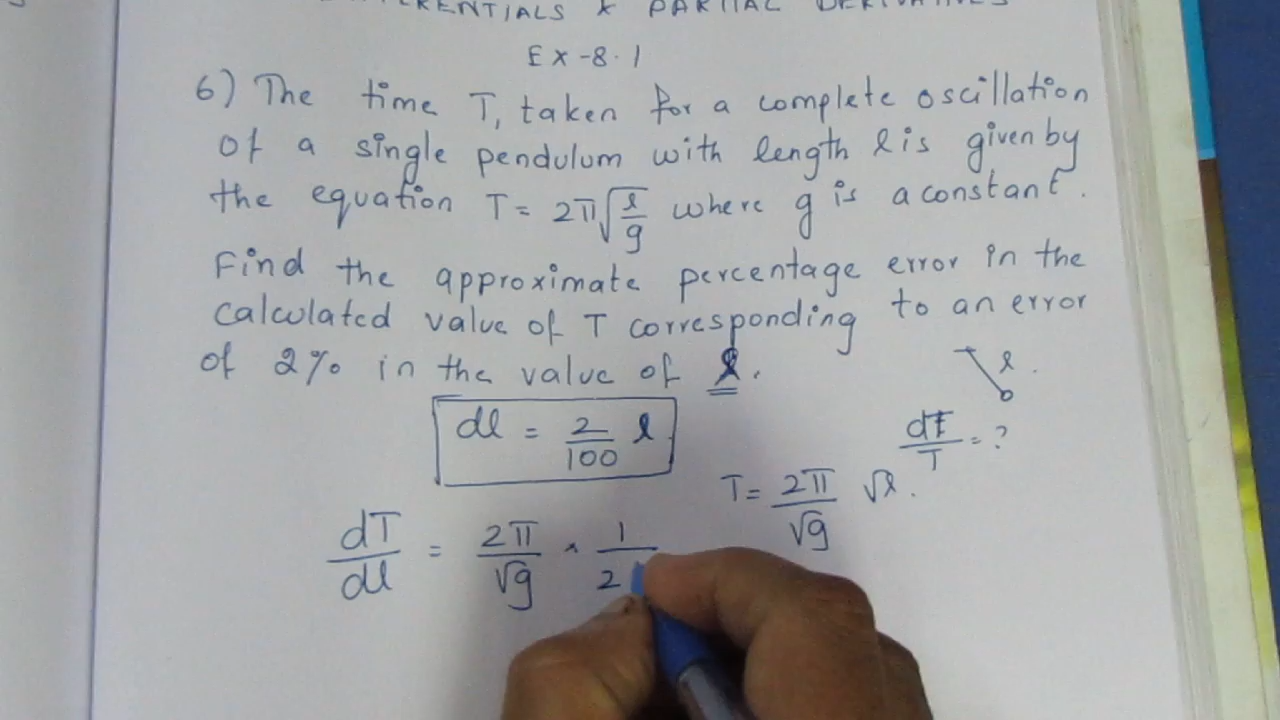 & PARTIAL
Ex-8.1
6) The time T, taken for a complete oscillation
of a single pendulum with length l is given by
the equation T = 2π√(l/g) where g is a constant.
Find the approximate percentage error in the
calculated value of T corresponding to an error
of 2% in the value of l.
l.
dl = 2/100 l
dT/T = ?
T = 2π/√g √l.
dT/dl = 2π/√g × 1/2